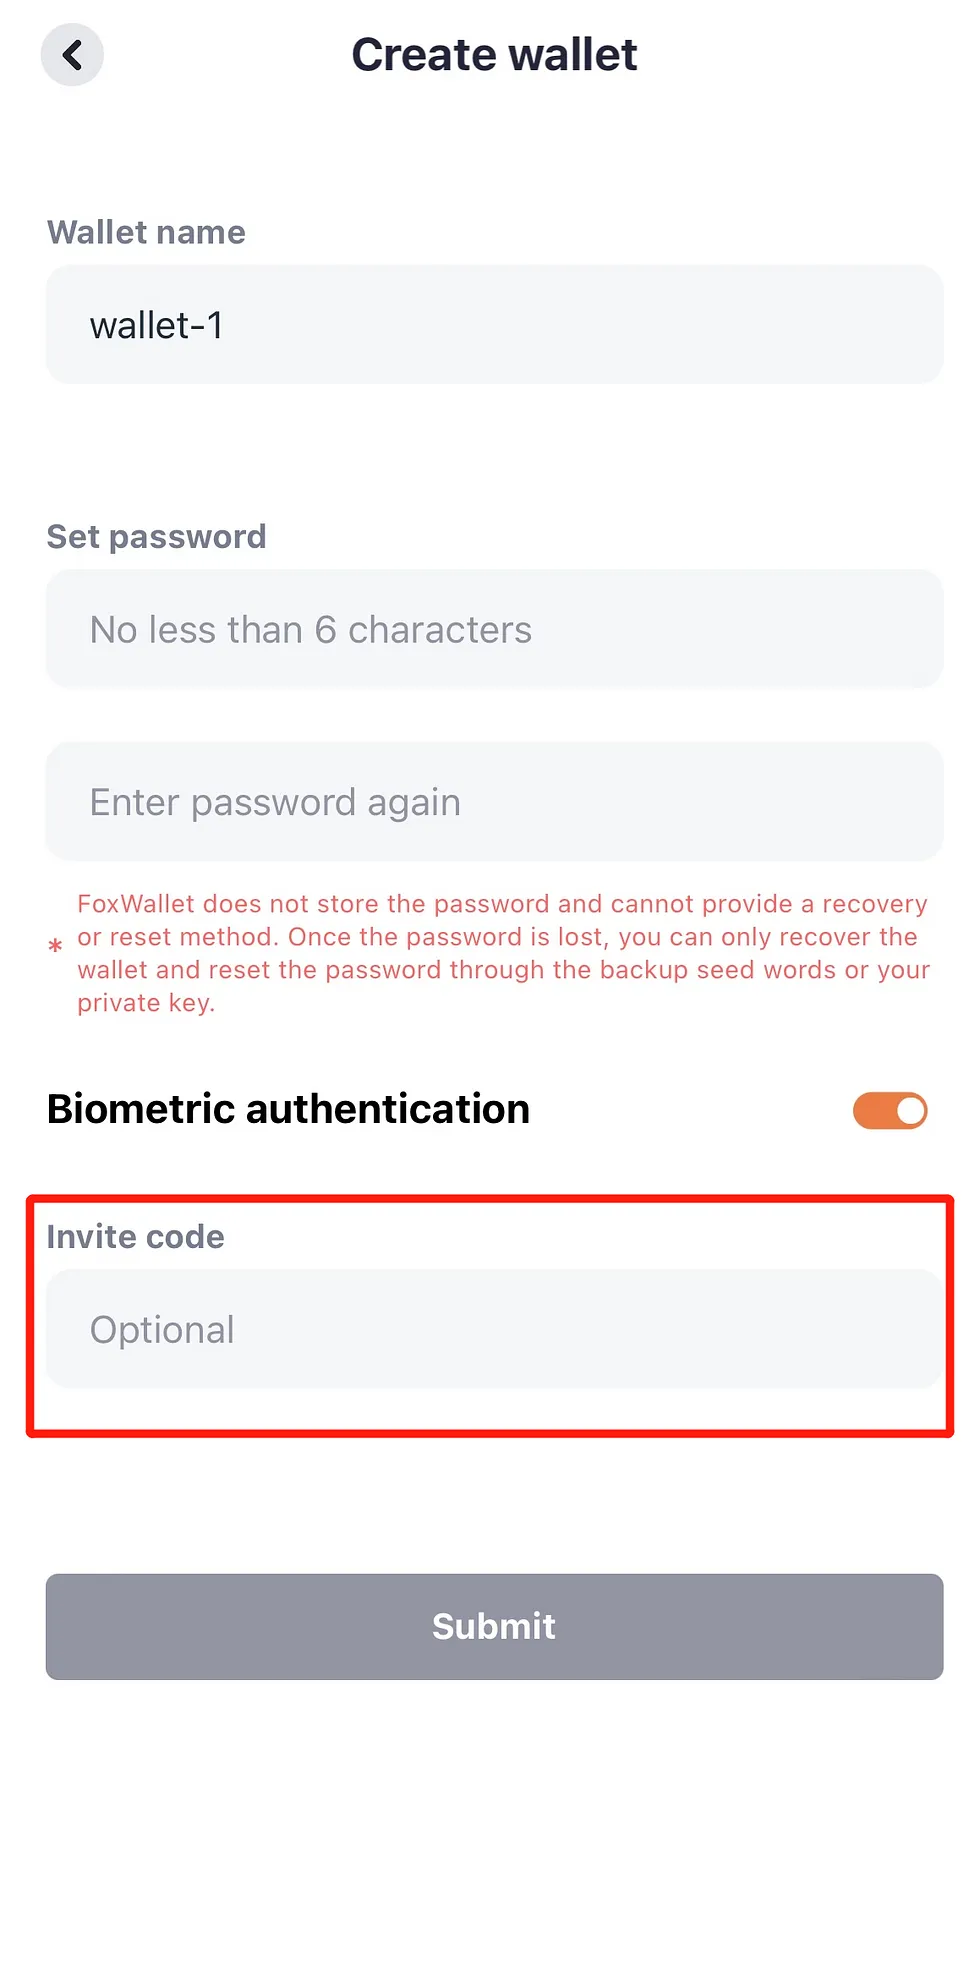 Create wallet
Wallet name
wallet-1
Set password
No less than 6 characters
Enter password again
FoxWallet does not store the password and cannot provide a recovery
* or reset method. Once the password is lost, you can only recover the
wallet and reset the password through the backup seed words or your
private key.
Biometric authentication
Invite code
Optional
Submit